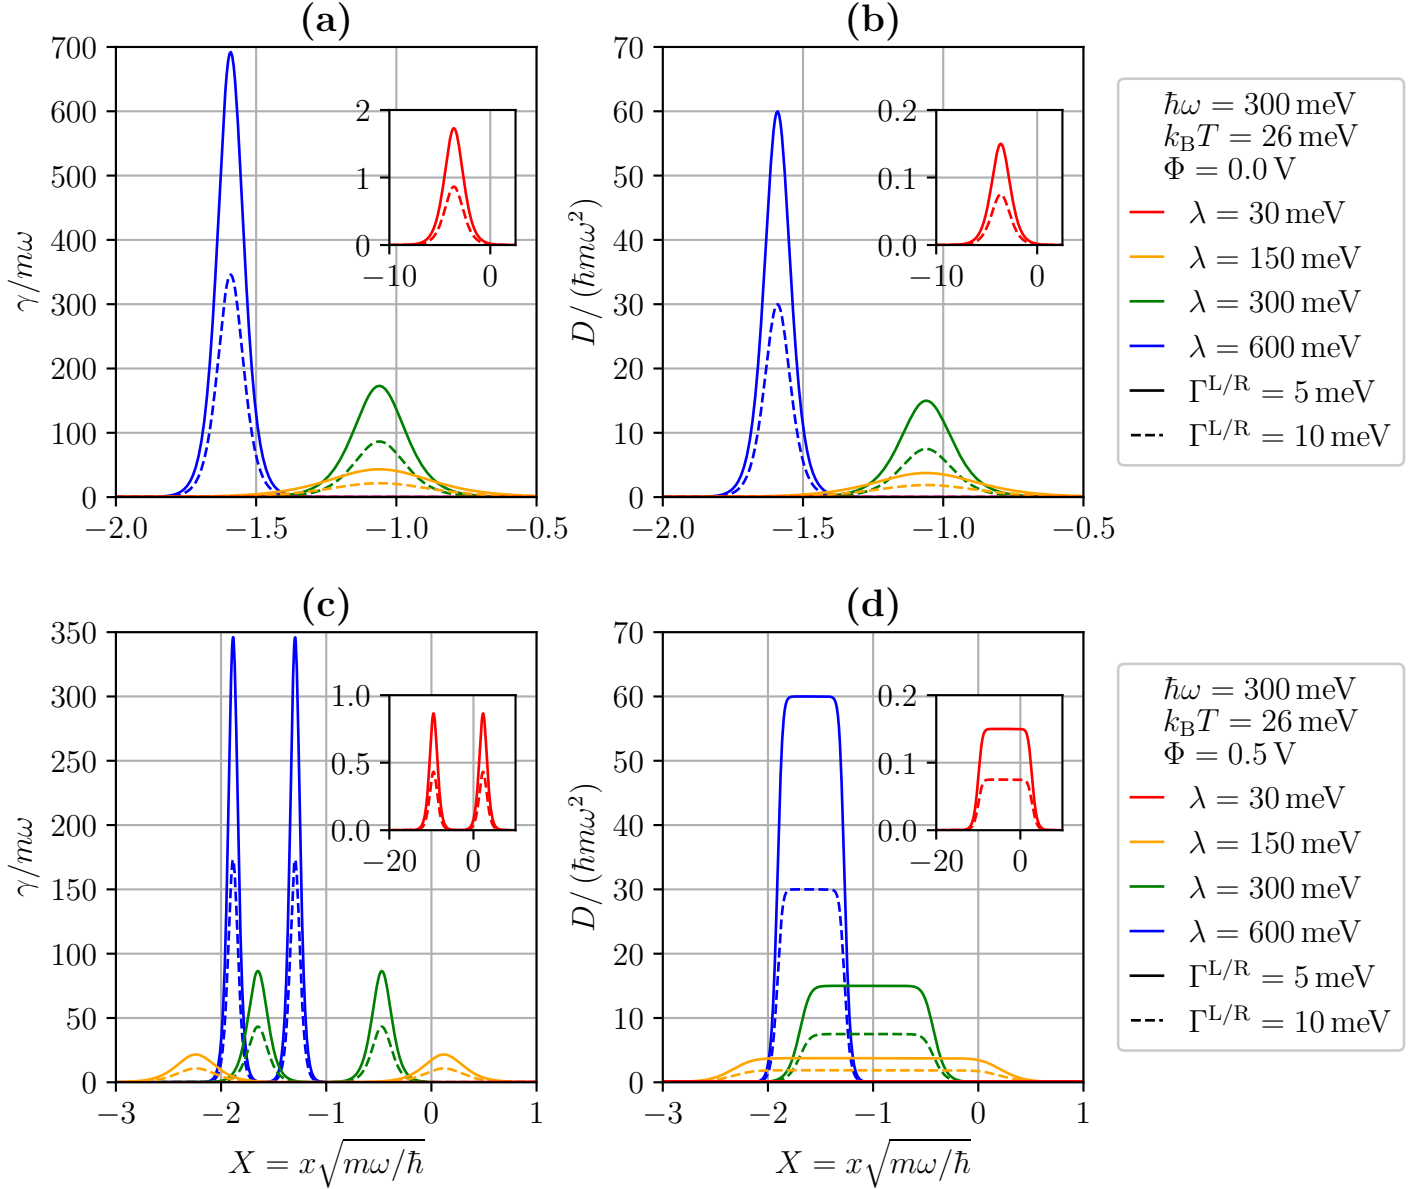 (a)
700
600
500
400
300
200
100
0
γ/mω
−2.0 −1.5 −1.0 −0.5
2
1
0
−10 0
(b)
70
60
50
40
30
20
10
0
D/(ħmω²)
−2.0 −1.5 −1.0 −0.5
0.2
0.1
0.0
−10 0
ħω = 300 meV
k_BT = 26 meV
Φ = 0.0 V
λ = 30 meV
λ = 150 meV
λ = 300 meV
λ = 600 meV
Γ^{L/R} = 5 meV
Γ^{L/R} = 10 meV
(c)
350
300
250
200
150
100
50
0
γ/mω
−3 −2 −1 0 1
X = x√mω/ħ
1.0
0.5
0.0
−20 0
(d)
70
60
50
40
30
20
10
0
D/(ħmω²)
−3 −2 −1 0 1
X = x√mω/ħ
0.2
0.1
0.0
−20 0
ħω = 300 meV
k_BT = 26 meV
Φ = 0.5 V
λ = 30 meV
λ = 150 meV
λ = 300 meV
λ = 600 meV
Γ^{L/R} = 5 meV
Γ^{L/R} = 10 meV